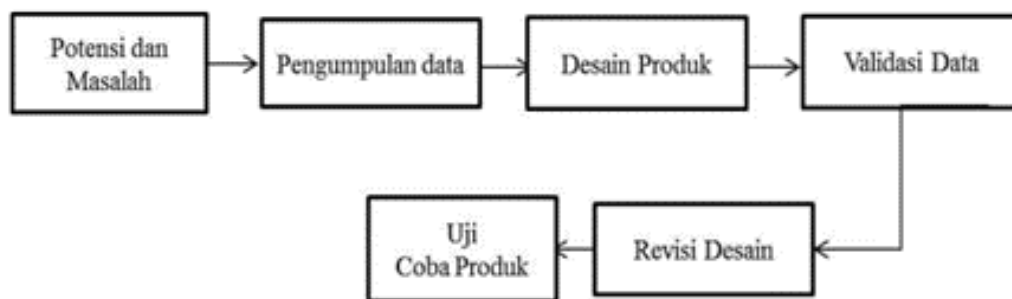 Potensi dan
Masalah
Pengumpulan data
Desain Produk
Validasi Data
Revisi Desain
Uji
Coba Produk